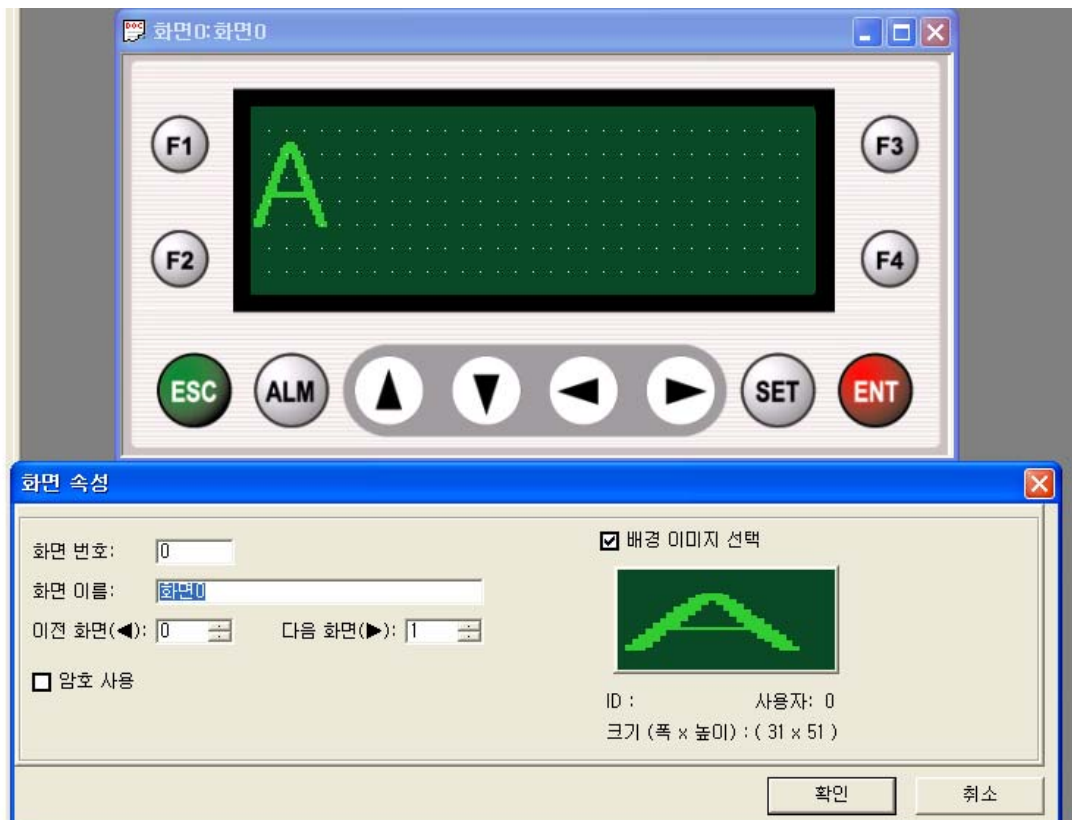 화면0:화면0
F1
F3
A
F2
F4
ESC ALM SET ENT
화면 속성
화면 번호: 0
배경 이미지 선택
화면 이름: 화면0
이전 화면(◀): 0 다음 화면(▶): 1
암호 사용
ID : 사용자: 0
크기 (폭 x 높이) : ( 31 x 51 )
확인 취소